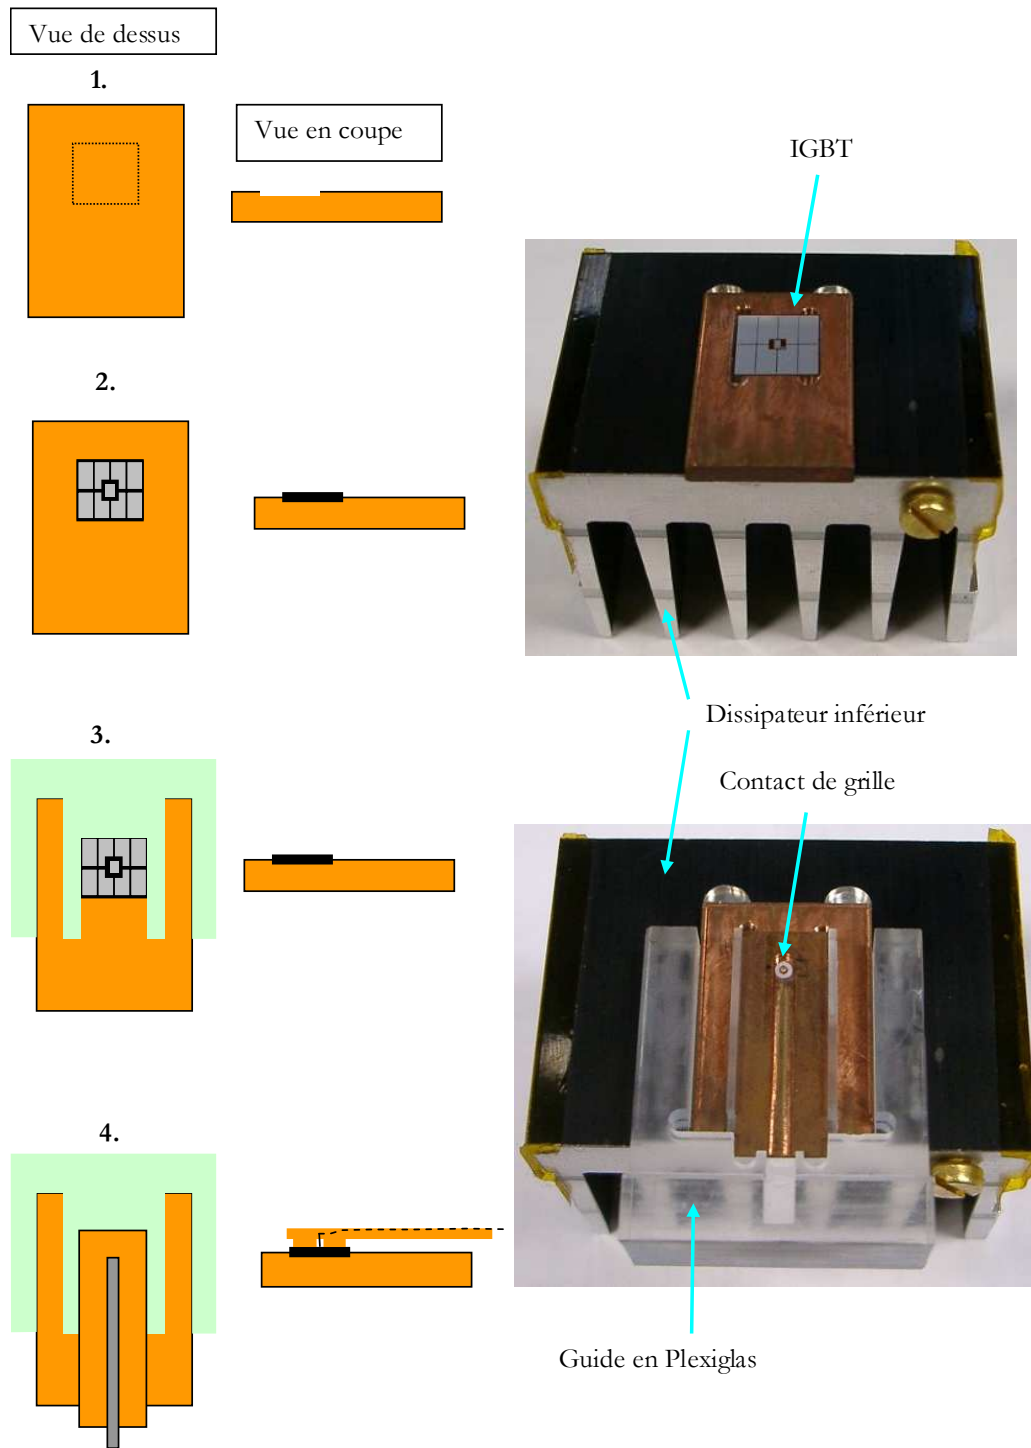 Vue de dessus
1.
Vue en coupe
IGBT
2.
Dissipateur inférieur
3.
Contact de grille
4.
Guide en Plexiglas